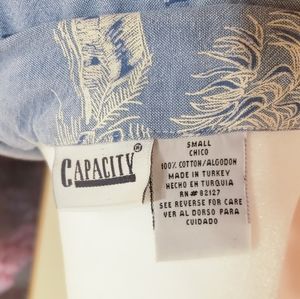 CAPACITY®
SMALL
CHICO
100% COTTON/ALGODON
MADE IN TURKEY
HECHO EN TURQUIA
RN# 82127
SEE REVERSE FOR CARE
VER AL DORSO PARA
CUIDADO